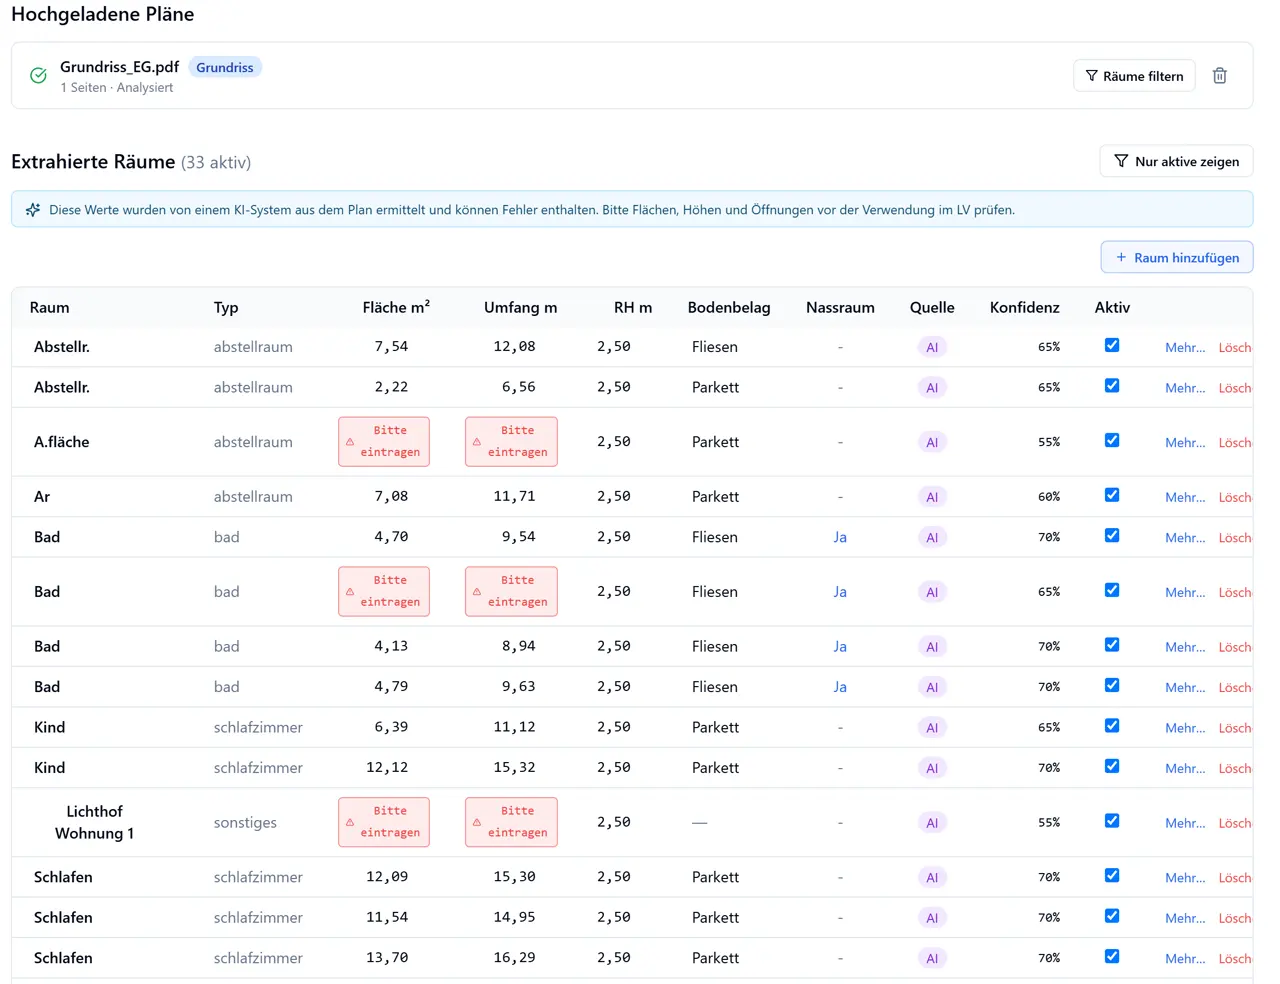 Hochgeladene Pläne
Grundriss_EG.pdf Grundriss
1 Seiten · Analysiert
Räume filtern
Extrahierte Räume (33 aktiv)
Nur aktive zeigen
Diese Werte wurden von einem KI-System aus dem Plan ermittelt und können Fehler enthalten. Bitte Flächen, Höhen und Öffnungen vor der Verwendung im LV prüfen.
+ Raum hinzufügen
Raum Typ Fläche m² Umfang m RH m Bodenbelag Nassraum Quelle Konfidenz Aktiv
Abstellr. abstellraum 7,54 12,08 2,50 Fliesen - AI 65% Mehr... Lösch
Abstellr. abstellraum 2,22 6,56 2,50 Parkett - AI 65% Mehr... Lösch
A.fläche abstellraum Bitte eintragen Bitte eintragen 2,50 Parkett - AI 55% Mehr... Lösch
Ar abstellraum 7,08 11,71 2,50 Parkett - AI 60% Mehr... Lösch
Bad bad 4,70 9,54 2,50 Fliesen Ja AI 70% Mehr... Lösch
Bad bad Bitte eintragen Bitte eintragen 2,50 Fliesen Ja AI 65% Mehr... Lösch
Bad bad 4,13 8,94 2,50 Fliesen Ja AI 70% Mehr... Lösch
Bad bad 4,79 9,63 2,50 Fliesen Ja AI 70% Mehr... Lösch
Kind schlafzimmer 6,39 11,12 2,50 Parkett - AI 65% Mehr... Lösch
Kind schlafzimmer 12,12 15,32 2,50 Parkett - AI 70% Mehr... Lösch
Lichthof Wohnung 1 sonstiges Bitte eintragen Bitte eintragen 2,50 — - AI 55% Mehr... Lösch
Schlafen schlafzimmer 12,09 15,30 2,50 Parkett - AI 70% Mehr... Lösch
Schlafen schlafzimmer 11,54 14,95 2,50 Parkett - AI 70% Mehr... Lösch
Schlafen schlafzimmer 13,70 16,29 2,50 Parkett - AI 70% Mehr... Lösch